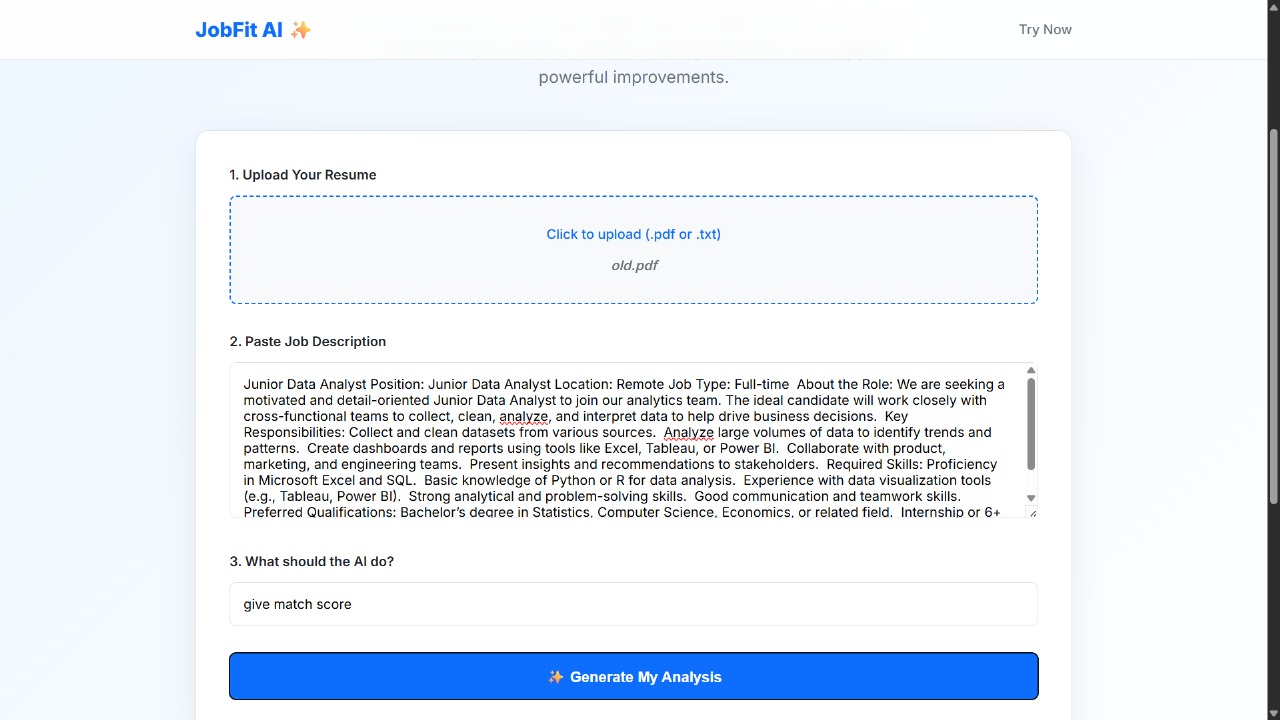 JobFit AI ✨
Try Now
powerful improvements.
1. Upload Your Resume
Click to upload (.pdf or .txt)
old.pdf
2. Paste Job Description
Junior Data Analyst Position: Junior Data Analyst Location: Remote Job Type: Full-time  About the Role: We are seeking a
motivated and detail-oriented Junior Data Analyst to join our analytics team. The ideal candidate will work closely with
cross-functional teams to collect, clean, analyze, and interpret data to help drive business decisions.  Key
Responsibilities: Collect and clean datasets from various sources.  Analyze large volumes of data to identify trends and
patterns.  Create dashboards and reports using tools like Excel, Tableau, or Power BI.  Collaborate with product,
marketing, and engineering teams.  Present insights and recommendations to stakeholders.  Required Skills: Proficiency
in Microsoft Excel and SQL.  Basic knowledge of Python or R for data analysis.  Experience with data visualization tools
(e.g., Tableau, Power BI).  Strong analytical and problem-solving skills.  Good communication and teamwork skills.
Preferred Qualifications: Bachelor's degree in Statistics, Computer Science, Economics, or related field.  Internship or 6+
3. What should the AI do?
give match score
✨ Generate My Analysis